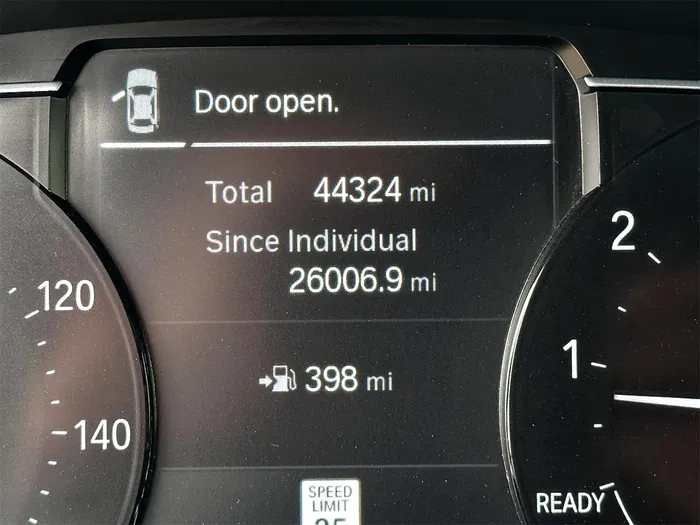 Door open.
Total 44324 mi
Since Individual
26006.9 mi
398 mi
120
140
2
1
READY
SPEED
LIMIT